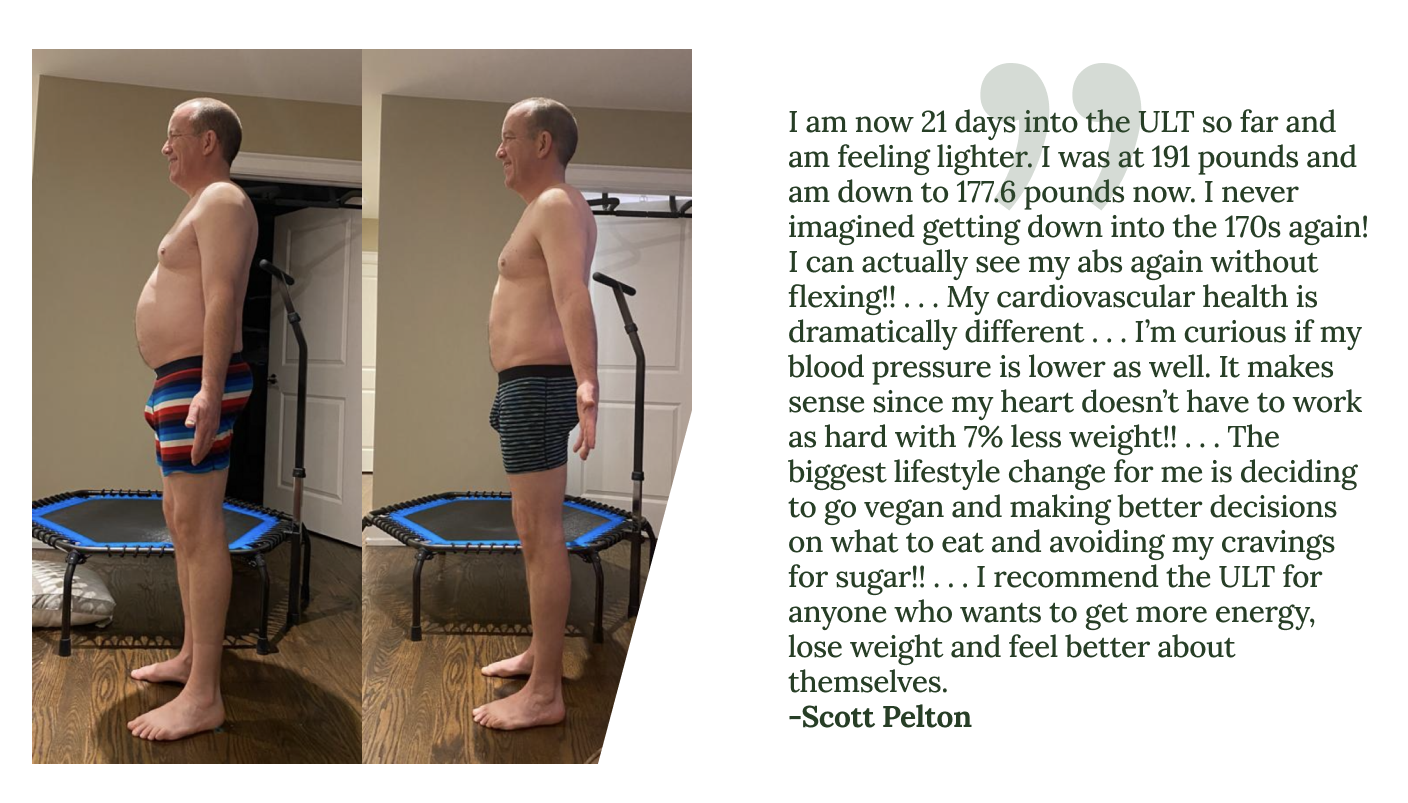 I am now 21 days into the ULT so far and
am feeling lighter. I was at 191 pounds and
am down to 177.6 pounds now. I never
imagined getting down into the 170s again!
I can actually see my abs again without
flexing!! . . . My cardiovascular health is
dramatically different . . . I’m curious if my
blood pressure is lower as well. It makes
sense since my heart doesn’t have to work
as hard with 7% less weight!! . . . The
biggest lifestyle change for me is deciding
to go vegan and making better decisions
on what to eat and avoiding my cravings
for sugar!! . . . I recommend the ULT for
anyone who wants to get more energy,
lose weight and feel better about
themselves.
-Scott Pelton